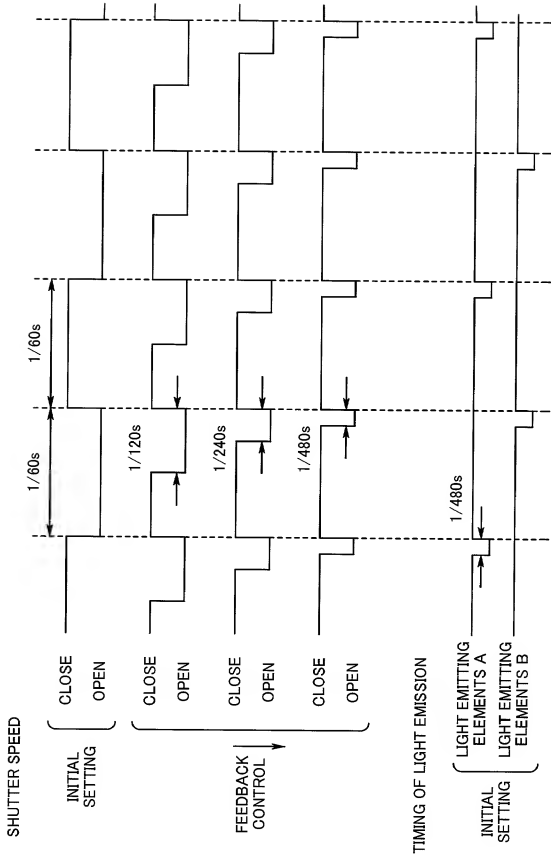 SHUTTER SPEED
1/60s
1/60s
INITIAL
SETTING
CLOSE
OPEN
CLOSE
OPEN
1/120s
FEEDBACK
CONTROL
CLOSE
OPEN
1/240s
CLOSE
OPEN
1/480s
TIMING OF LIGHT EMISSION
INITIAL
SETTING
LIGHT EMITTING
ELEMENTS A
1/480s
LIGHT EMITTING
ELEMENTS B